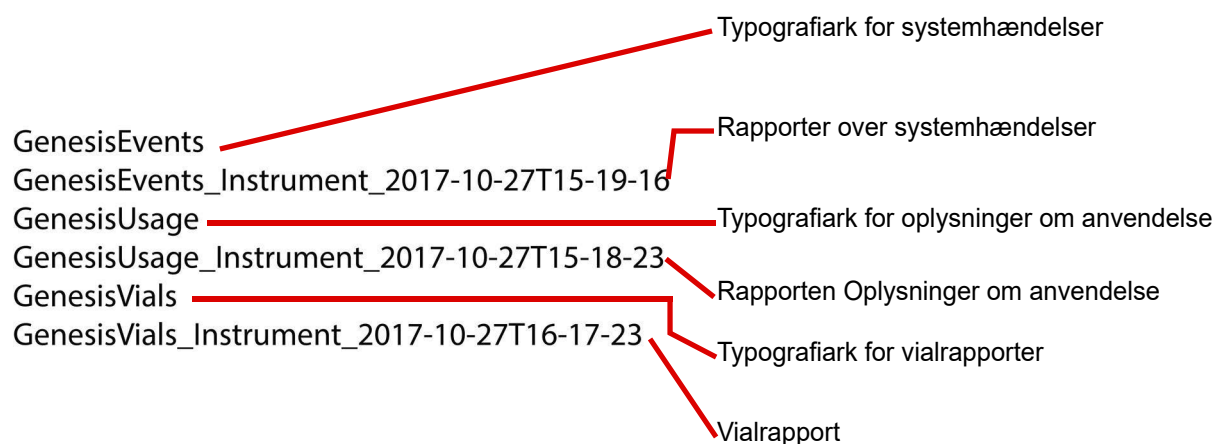 Typografiark for systemhændelser
Rapporter over systemhændelser
GenesisEvents
GenesisEvents_Instrument_2017-10-27T15-19-16
GenesisUsage
Typografiark for oplysninger om anvendelse
GenesisUsage_Instrument_2017-10-27T15-18-23
GenesisVials
Rapporten Oplysninger om anvendelse
GenesisVials_Instrument_2017-10-27T16-17-23
Typografiark for vialrapporter
Vialrapport